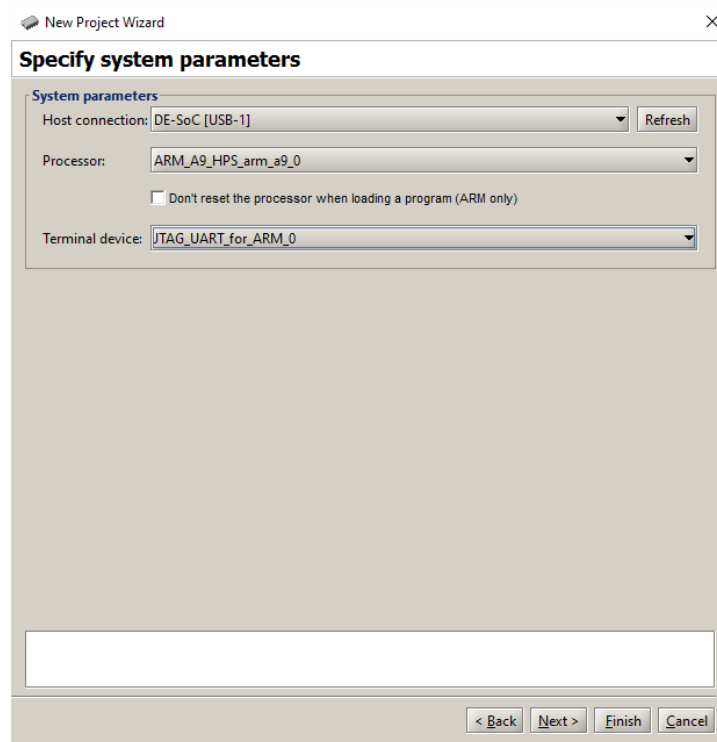 New Project Wizard
Specify system parameters
System parameters
Host connection: DE-SoC [USB-1] Refresh
Processor: ARM_A9_HPS_arm_a9_0
Don't reset the processor when loading a program (ARM only)
Terminal device: JTAG_UART_for_ARM_0
< Back Next > Finish Cancel